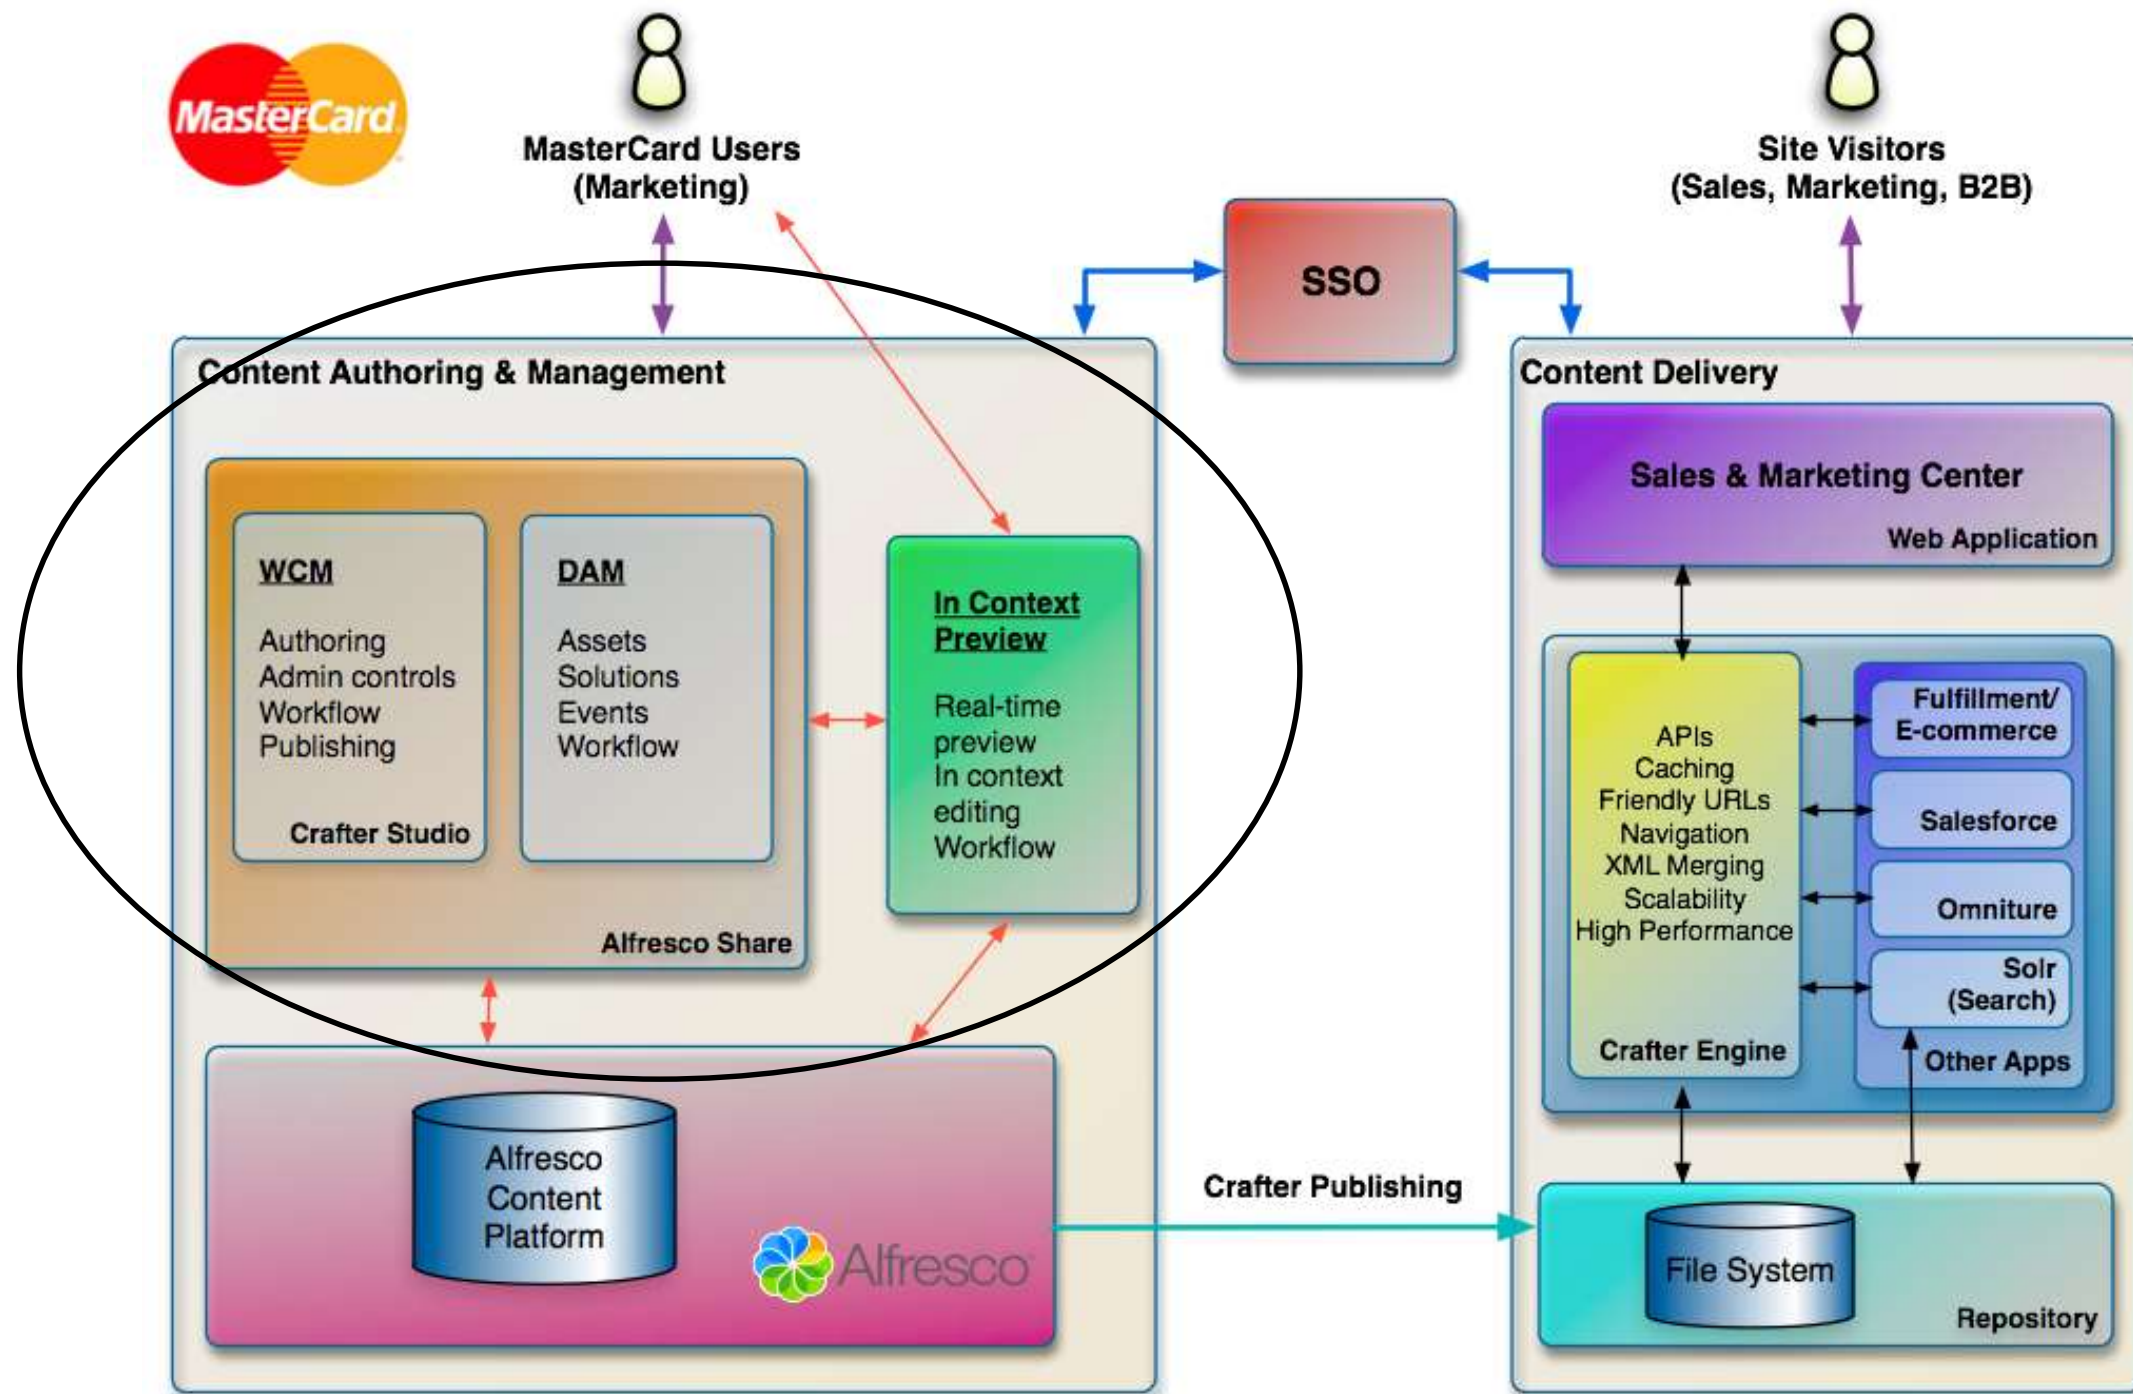 MasterCard
MasterCard Users
(Marketing)
Site Visitors
(Sales, Marketing, B2B)
SSO
Content Authoring & Management
WCM
Authoring
Admin controls
Workflow
Publishing
Crafter Studio
DAM
Assets
Solutions
Events
Workflow
Alfresco Share
In Context
Preview
Real-time
preview
In context
editing
Workflow
Alfresco
Content
Platform
Alfresco
Crafter Publishing
Content Delivery
Sales & Marketing Center
Web Application
APIs
Caching
Friendly URLs
Navigation
XML Merging
Scalability
High Performance
Crafter Engine
Fulfillment/
E-commerce
Salesforce
Omniture
Solr
(Search)
Other Apps
File System
Repository